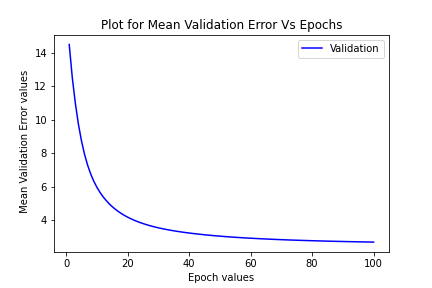 Plot for Mean Validation Error Vs Epochs
Validation
14
12
10
8
6
4
Mean Validation Error values
0 20 40 60 80 100
Epoch values